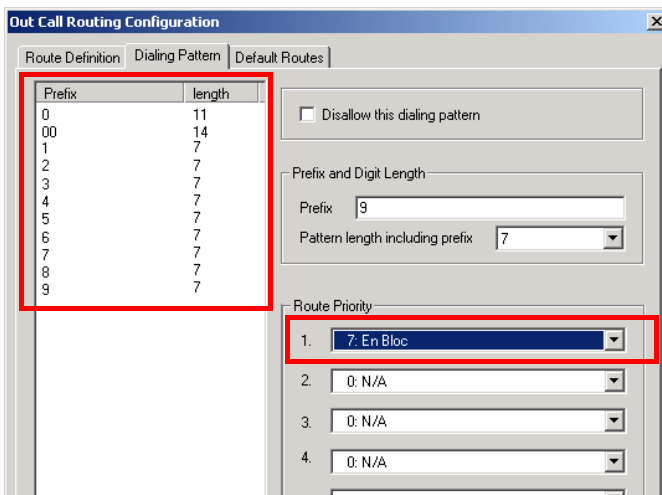 Out Call Routing Configuration
Route Definition Dialing Pattern Default Routes
Prefix length
0 11
00 14
1 7
2 7
3 7
4 7
5 7
6 7
7 7
8 7
9 7
Disallow this dialing pattern
Prefix and Digit Length
Prefix 9
Pattern length including prefix 7
Route Priority
1. 7: En Bloc
2. 0: N/A
3. 0: N/A
4. 0: N/A